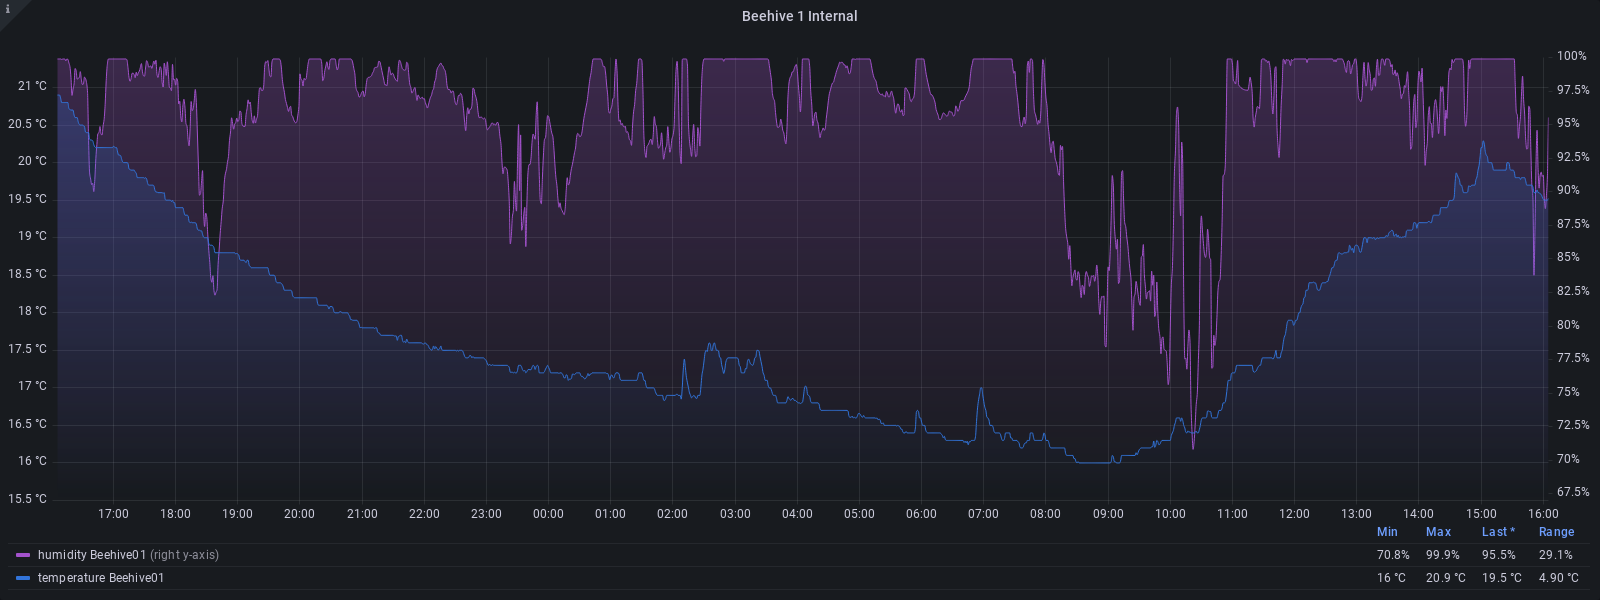 i
Beehive 1 Internal
21 °C
20.5 °C
20 °C
19.5 °C
19 °C
18.5 °C
18 °C
17.5 °C
17 °C
16.5 °C
16 °C
15.5 °C
100%
97.5%
95%
92.5%
90%
87.5%
85%
82.5%
80%
77.5%
75%
72.5%
70%
67.5%
17:00 18:00 19:00 20:00 21:00 22:00 23:00 00:00 01:00 02:00 03:00 04:00 05:00 06:00 07:00 08:00 09:00 10:00 11:00 12:00 13:00 14:00 15:00 16:00
Min Max Last * Range
humidity Beehive01 (right y-axis) 70.8% 99.9% 95.5% 29.1%
temperature Beehive01 16 °C 20.9 °C 19.5 °C 4.90 °C